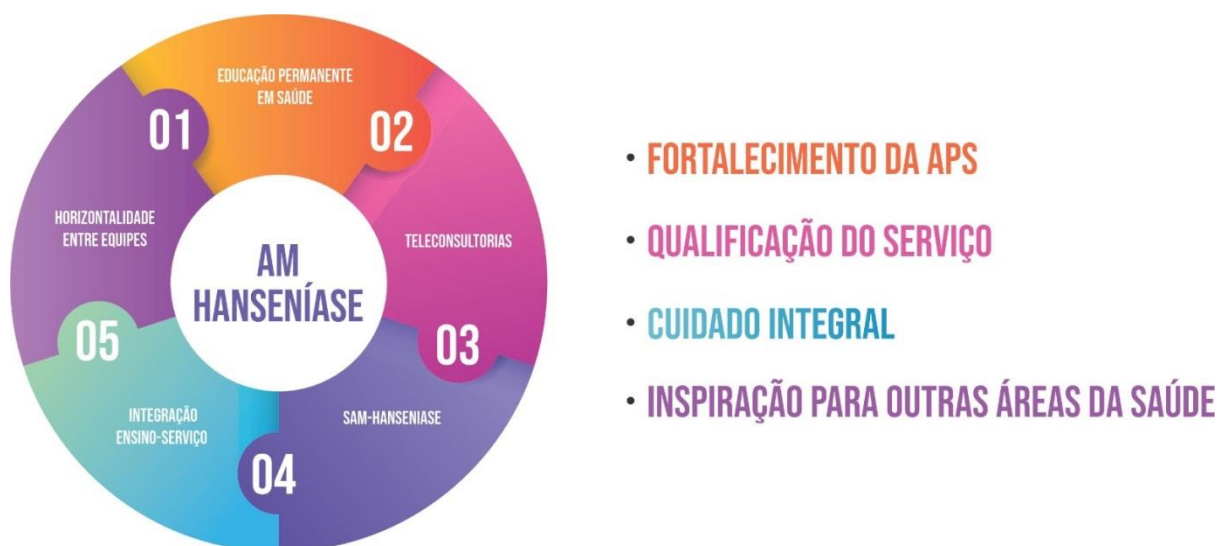 EDUCAÇÃO PERMANENTE
EM SAÚDE
01
02
HORIZONTALIDADE
ENTRE EQUIPES
TELECONSULTORIAS
AM
HANSENÍASE
05
03
INTEGRAÇÃO
ENSINO-SERVIÇO
SAM-HANSENIASE
04
• FORTALECIMENTO DA APS
• QUALIFICAÇÃO DO SERVIÇO
• CUIDADO INTEGRAL
• INSPIRAÇÃO PARA OUTRAS ÁREAS DA SAÚDE